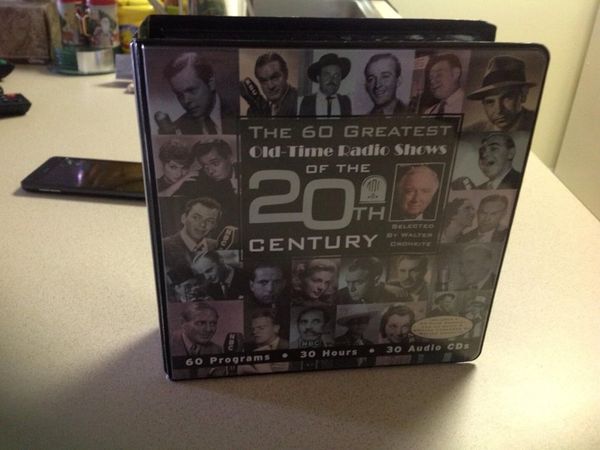 THE 60 GREATEST
Old-Time Radio Shows
OF THE
20TH
CENTURY
SELECTED
BY WALTER
CRONKITE
NBC
60 Programs • 30 Hours • 30 Audio CDs